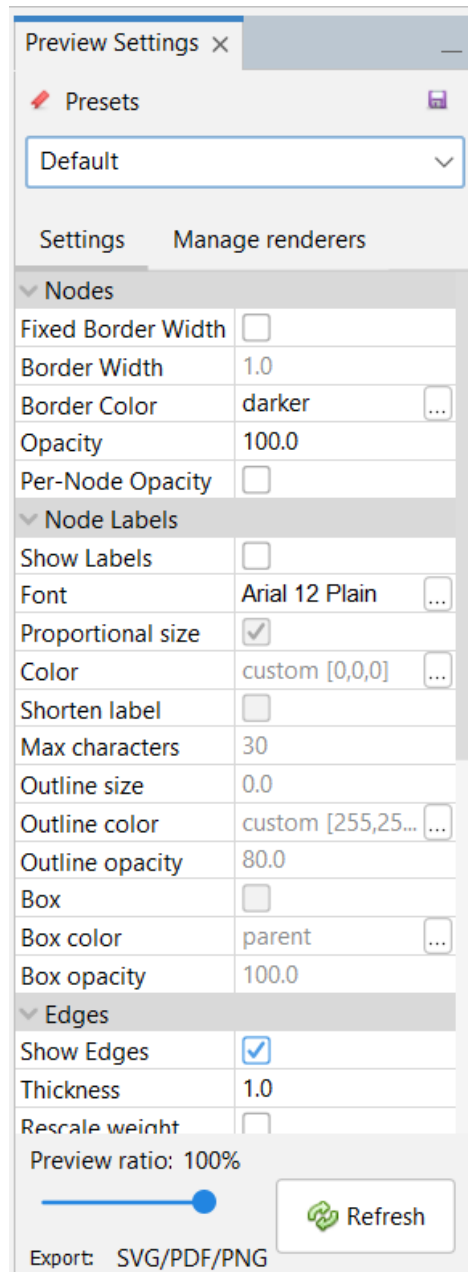 Preview Settings ×
Presets
Default
Settings Manage renderers
Nodes
Fixed Border Width
Border Width 1.0
Border Color darker ...
Opacity 100.0
Per-Node Opacity
Node Labels
Show Labels
Font Arial 12 Plain ...
Proportional size
Color custom [0,0,0] ...
Shorten label
Max characters 30
Outline size 0.0
Outline color custom [255,25... ...
Outline opacity 80.0
Box
Box color parent ...
Box opacity 100.0
Edges
Show Edges
Thickness 1.0
Rescale weight
Preview ratio: 100%
Refresh
Export: SVG/PDF/PNG